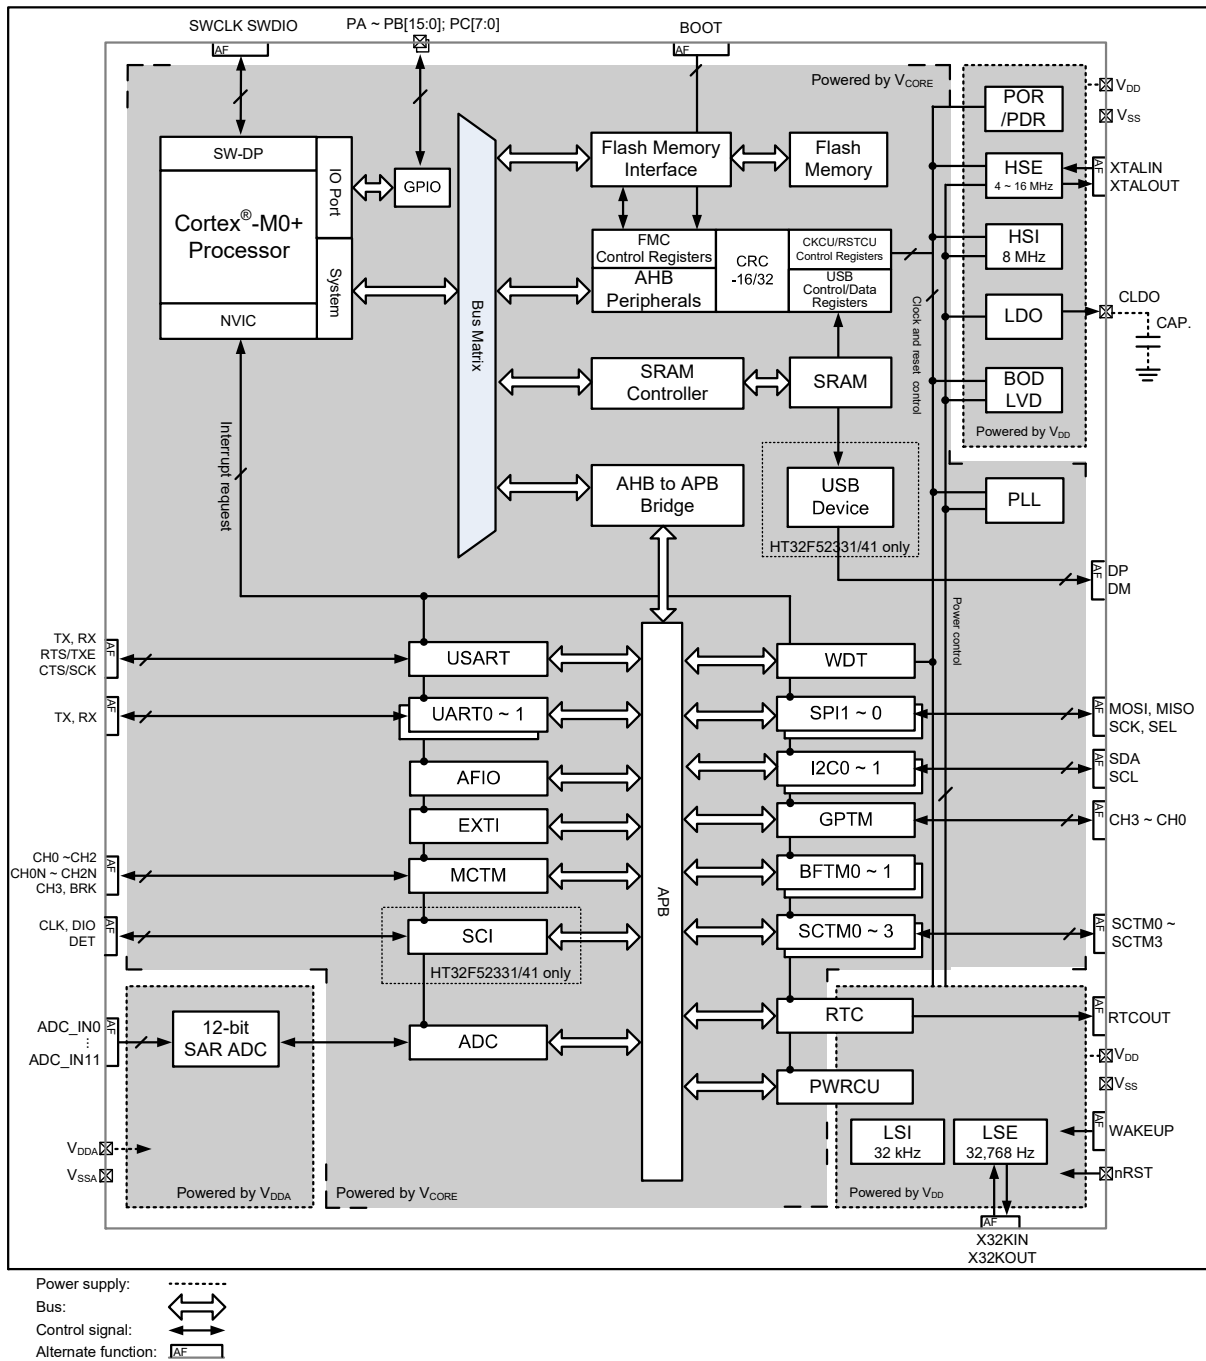 SWCLK SWDIO
AF
PA ~ PB[15:0]; PC[7:0]
BOOT
AF
Powered by VCORE
SW-DP
Cortex®-M0+
Processor
NVIC
IO Port
System
GPIO
Bus Matrix
Flash Memory
Interface
Flash
Memory
FMC
Control Registers
AHB
Peripherals
CRC
-16/32
CKCU/RSTCU
Control Registers
USB
Control/Data
Registers
SRAM
Controller
SRAM
AHB to APB
Bridge
USB
Device
HT32F52331/41 only
Interrupt request
Clock and reset control
Power control
POR
/PDR
HSE
4 ~ 16 MHz
HSI
8 MHz
LDO
BOD
LVD
Powered by VDD
PLL
VDD
VSS
AF
XTALIN
XTALOUT
CLDO
CAP.
AF
DP
DM
TX, RX
RTS/TXE
CTS/SCK
AF
USART
TX, RX
AF
UART0 ~ 1
AFIO
EXTI
CH0 ~CH2
CH0N ~ CH2N
CH3, BRK
AF
MCTM
CLK, DIO
DET
AF
SCI
HT32F52331/41 only
ADC_IN0
⋮
ADC_IN11
AF
12-bit
SAR ADC
ADC
VDDA
VSSA
Powered by VDDA
Powered by VCORE
APB
WDT
SPI1 ~ 0
AF
MOSI, MISO
SCK, SEL
I2C0 ~ 1
AF
SDA
SCL
GPTM
AF
CH3 ~ CH0
BFTM0 ~ 1
SCTM0 ~ 3
AF
SCTM0 ~
SCTM3
RTC
AF
RTCOUT
PWRCU
VDD
VSS
LSI
32 kHz
LSE
32,768 Hz
AF
WAKEUP
nRST
Powered by VDD
AF
X32KIN
X32KOUT
Power supply:
Bus:
Control signal:
Alternate function:
AF